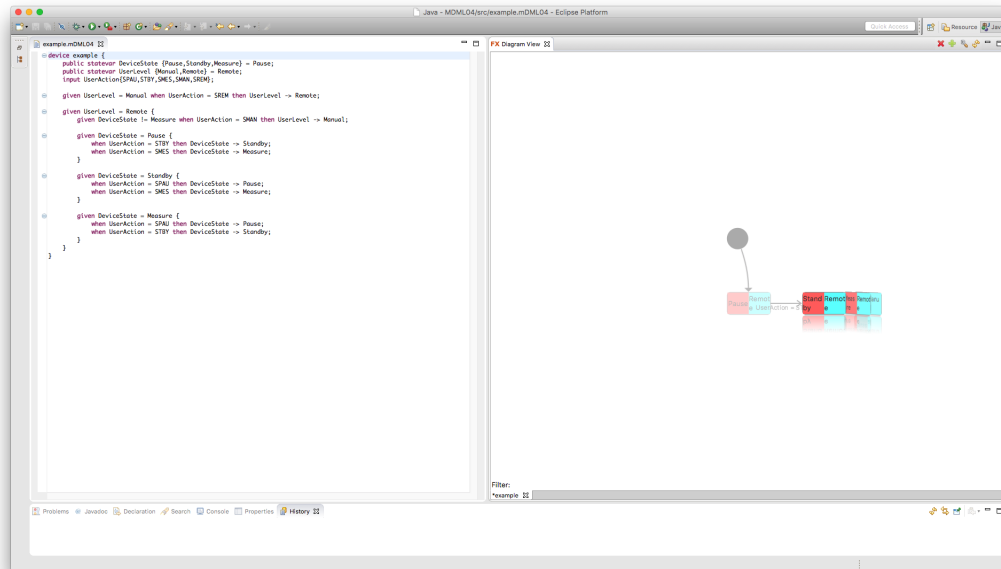 Java - MDML04/src/example.mDML04 - Eclipse Platform
Quick Access
Resource
Java
example.mDML04
device example {
public statevar DeviceState {Pause,Standby,Measure} = Pause;
public statevar UserLevel {Manual,Remote} = Remote;
input UserAction{SPAU,STBY,SMES,SMAN,SREM};
given UserLevel = Manual when UserAction = SREM then UserLevel -> Remote;
given UserLevel = Remote {
given DeviceState != Measure when UserAction = SMAN then UserLevel -> Manual;
given DeviceState = Pause {
when UserAction = STBY then DeviceState -> Standby;
when UserAction = SMES then DeviceState -> Measure;
}
given DeviceState = Standby {
when UserAction = SPAU then DeviceState -> Pause;
when UserAction = SMES then DeviceState -> Measure;
}
given DeviceState = Measure {
when UserAction = SPAU then DeviceState -> Pause;
when UserAction = STBY then DeviceState -> Standby;
}
}
}
FX Diagram View
Pause
Remot
e
UserAction = S
Stand
by
Remot
e
Remot
e
Filter:
*example
Problems
Javadoc
Declaration
Search
Console
Properties
History